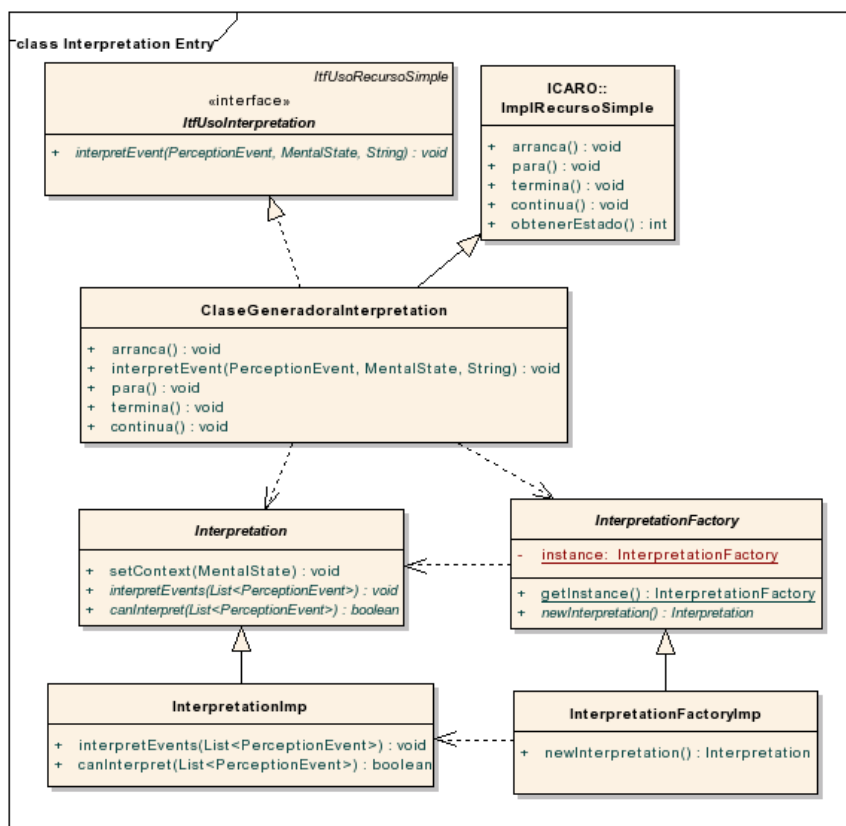 class Interpretation Entry
ItfUsoRecursoSimple
«interface»
ItfUsoInterpretation
+ interpretEvent(PerceptionEvent, MentalState, String) : void
ICARO::
ImplRecursoSimple
+ arranca() : void
+ para() : void
+ termina() : void
+ continua() : void
+ obtenerEstado() : int
ClaseGeneradoraInterpretation
+ arranca() : void
+ interpretEvent(PerceptionEvent, MentalState, String) : void
+ para() : void
+ termina() : void
+ continua() : void
Interpretation
+ setContext(MentalState) : void
+ interpretEvents(List<PerceptionEvent>) : void
+ canInterpret(List<PerceptionEvent>) : boolean
InterpretationFactory
- instance: InterpretationFactory
+ getInstance() : InterpretationFactory
+ newInterpretation() : Interpretation
InterpretationImp
+ interpretEvents(List<PerceptionEvent>) : void
+ canInterpret(List<PerceptionEvent>) : boolean
InterpretationFactoryImp
+ newInterpretation() : Interpretation